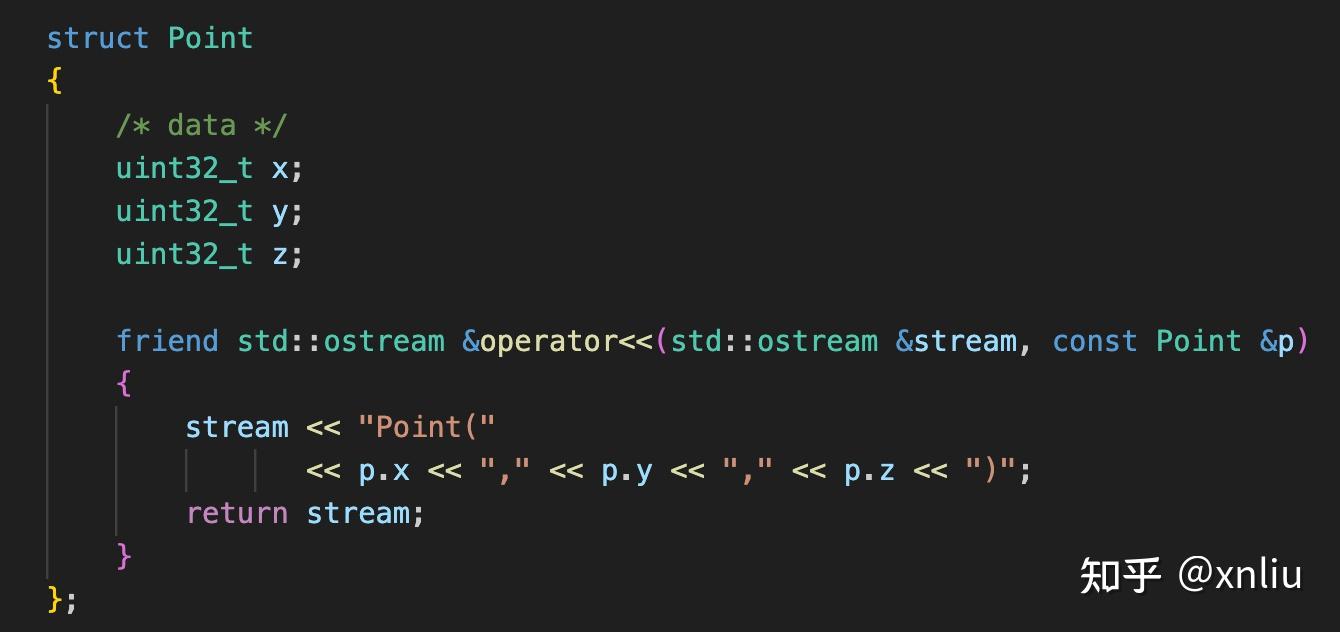 struct Point
{
    /* data */
    uint32_t x;
    uint32_t y;
    uint32_t z;

    friend std::ostream &operator<<(std::ostream &stream, const Point &p)
    {
        stream << "Point("
               << p.x << "," << p.y << "," << p.z << ")";
        return stream;
    }
};
知乎 @xnliu